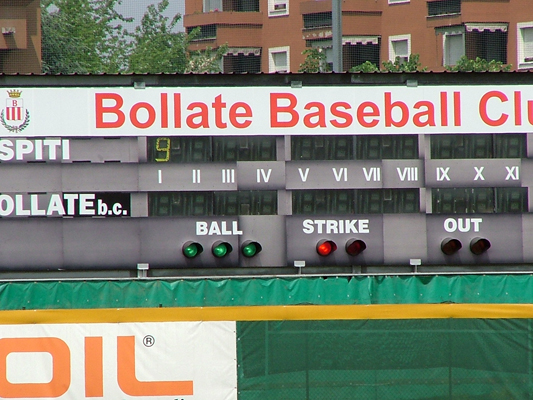 Bollate Baseball Clu
B
SPITI 9
I II III IV V VI VII VIII IX X XI
OLLATE b.c.
BALL STRIKE OUT
OIL ®